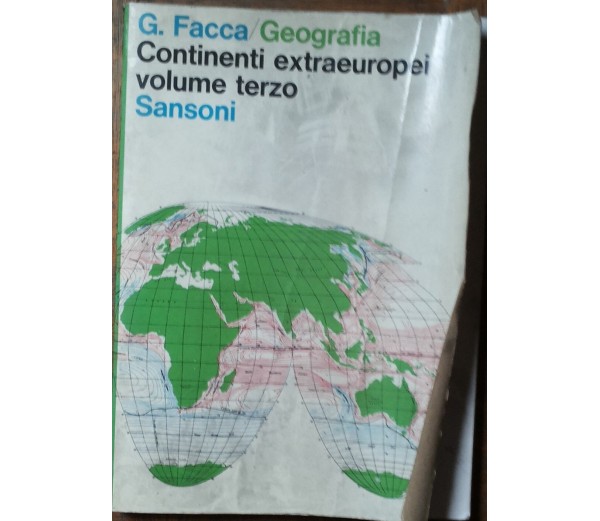 G. Facca/Geografia
Continenti extraeuropei
volume terzo
Sansoni